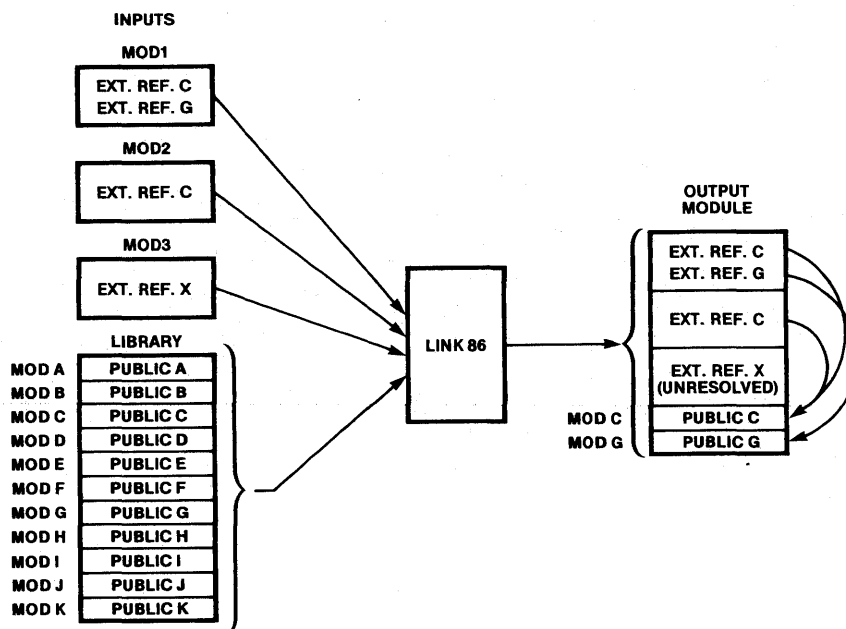 INPUTS
MOD1
EXT. REF. C
EXT. REF. G
MOD2
EXT. REF. C
MOD3
EXT. REF. X
LIBRARY
MOD A PUBLIC A
MOD B PUBLIC B
MOD C PUBLIC C
MOD D PUBLIC D
MOD E PUBLIC E
MOD F PUBLIC F
MOD G PUBLIC G
MOD H PUBLIC H
MOD I PUBLIC I
MOD J PUBLIC J
MOD K PUBLIC K
LINK 86
OUTPUT
MODULE
EXT. REF. C
EXT. REF. G
EXT. REF. C
EXT. REF. X
(UNRESOLVED)
MOD C PUBLIC C
MOD G PUBLIC G